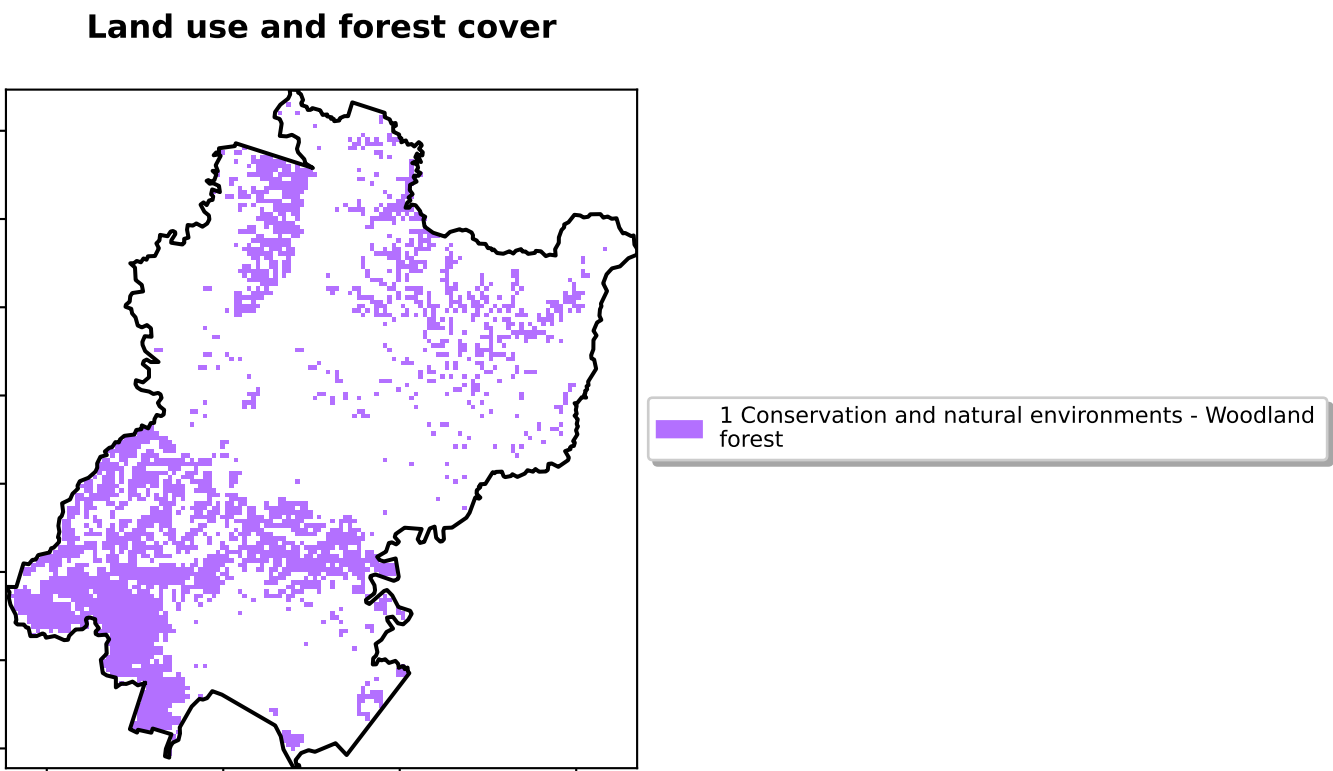 Land use and forest cover
1 Conservation and natural environments - Woodland
forest